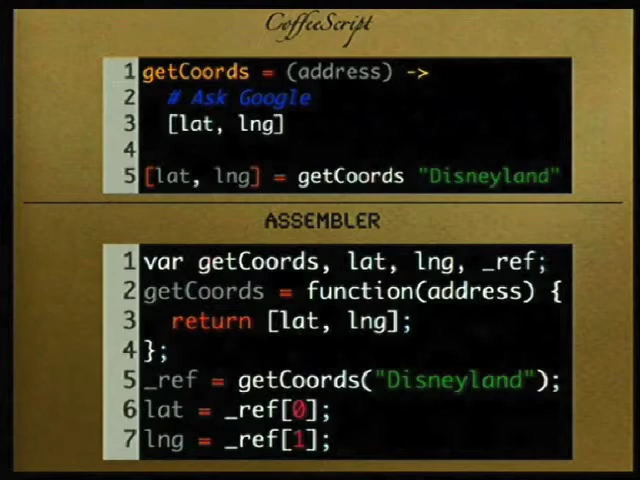 CoffeeScript
1 getCoords = (address) ->
2   # Ask Google
3   [lat, lng]
4
5 [lat, lng] = getCoords "Disneyland"
ASSEMBLER
1 var getCoords, lat, lng, _ref;
2 getCoords = function(address) {
3   return [lat, lng];
4 };
5 _ref = getCoords("Disneyland");
6 lat = _ref[0];
7 lng = _ref[1];